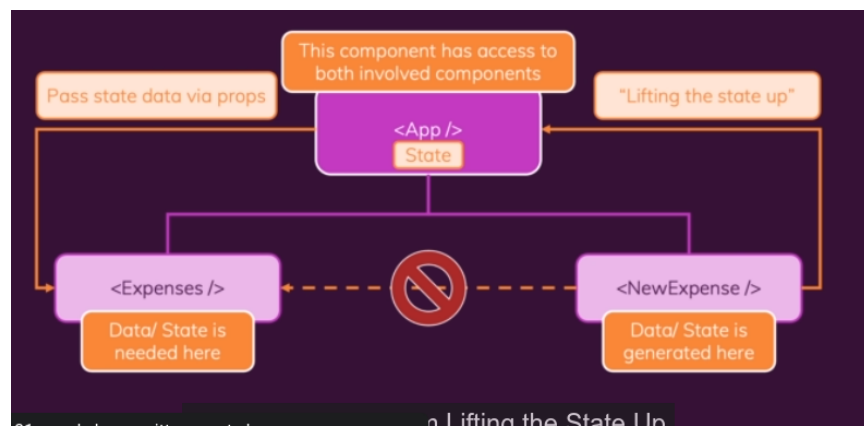 This component has access to
both involved components
Pass state data via props
"Lifting the state up"
<App />
State
<Expenses />
<NewExpense />
Data/ State is
needed here
Data/ State is
generated here
Lifting the State Up